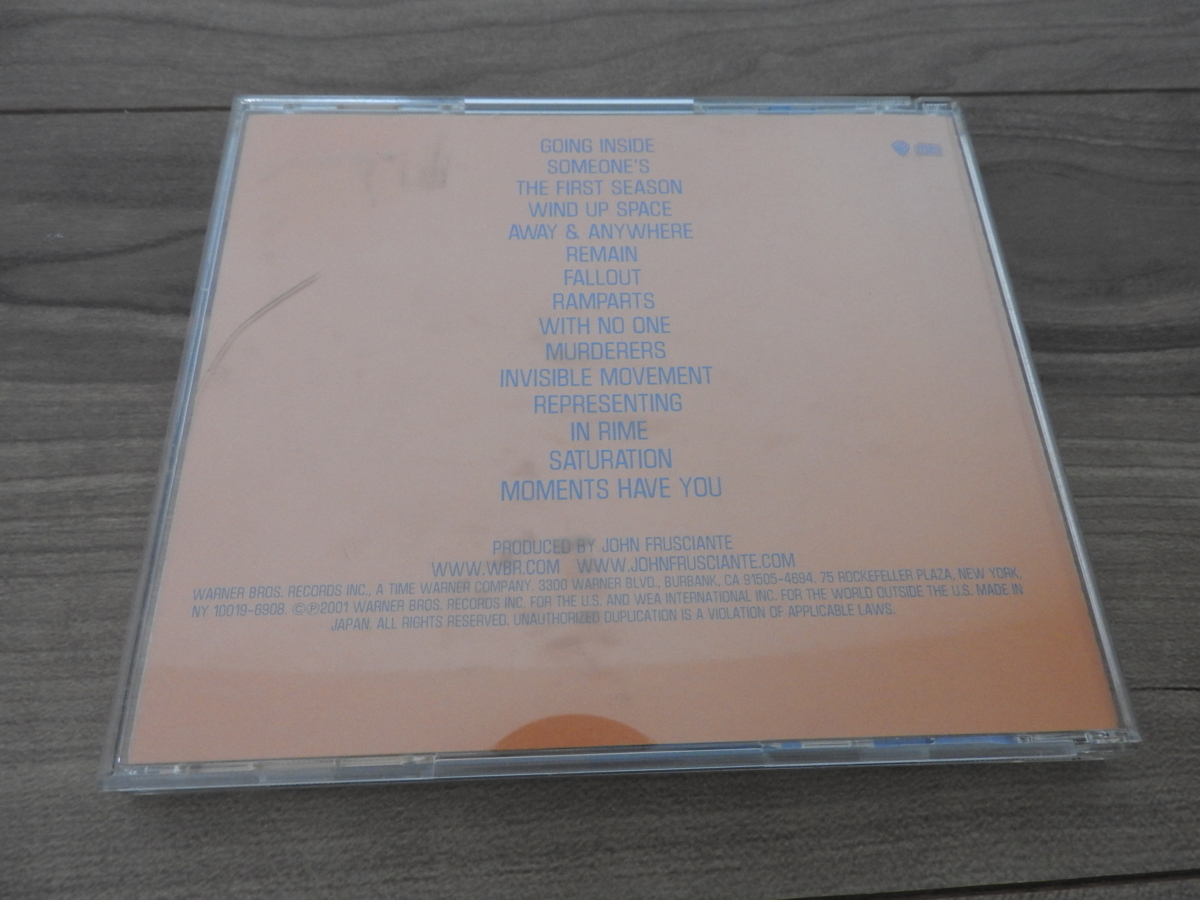 GOING INSIDE
SOMEONE'S
THE FIRST SEASON
WIND UP SPACE
AWAY & ANYWHERE
REMAIN
FALLOUT
RAMPARTS
WITH NO ONE
MURDERERS
INVISIBLE MOVEMENT
REPRESENTING
IN RIME
SATURATION
MOMENTS HAVE YOU
PRODUCED BY JOHN FRUSCIANTE
WWW.WBR.COM WWW.JOHNFRUSCIANTE.COM
WARNER BROS. RECORDS INC., A TIME WARNER COMPANY. 3300 WARNER BLVD., BURBANK, CA 91505-4694. 75 ROCKEFELLER PLAZA, NEW YORK,
NY 10019-6908. ©℗2001 WARNER BROS. RECORDS INC. FOR THE U.S. AND WEA INTERNATIONAL INC. FOR THE WORLD OUTSIDE THE U.S. MADE IN
JAPAN. ALL RIGHTS RESERVED. UNAUTHORIZED DUPLICATION IS A VIOLATION OF APPLICABLE LAWS.